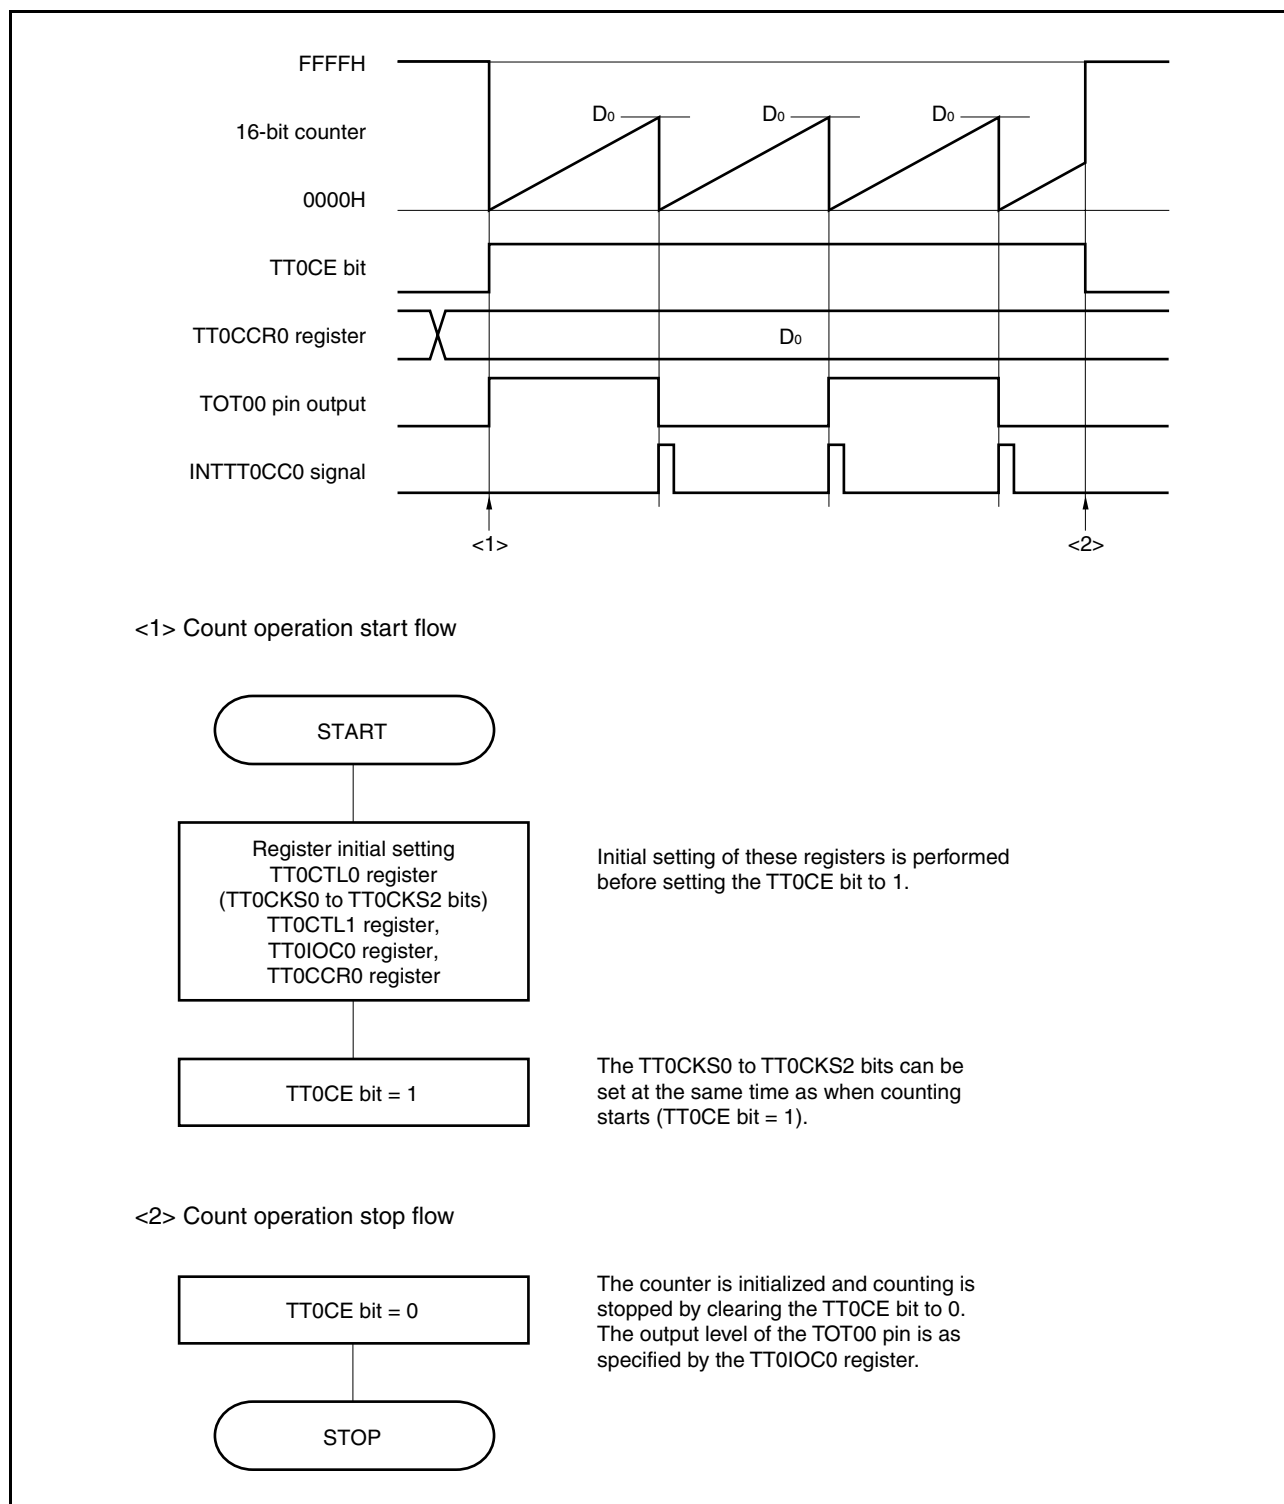 FFFFH
D0 D0 D0
16-bit counter
0000H
TT0CE bit
TT0CCR0 register
D0
TOT00 pin output
INTTT0CC0 signal
<1> <2>
<1> Count operation start flow
START
Register initial setting
TT0CTL0 register
(TT0CKS0 to TT0CKS2 bits)
TT0CTL1 register,
TT0IOC0 register,
TT0CCR0 register
Initial setting of these registers is performed
before setting the TT0CE bit to 1.
TT0CE bit = 1
The TT0CKS0 to TT0CKS2 bits can be
set at the same time as when counting
starts (TT0CE bit = 1).
<2> Count operation stop flow
TT0CE bit = 0
The counter is initialized and counting is
stopped by clearing the TT0CE bit to 0.
The output level of the TOT00 pin is as
specified by the TT0IOC0 register.
STOP